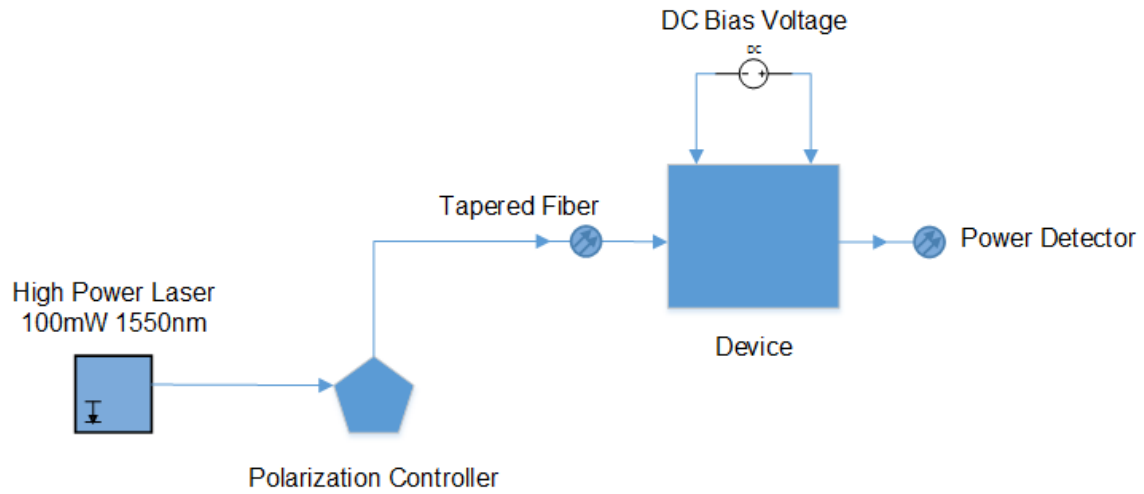 DC Bias Voltage
DC
- +
Tapered Fiber
Power Detector
High Power Laser
100mW 1550nm
Device
Polarization Controller